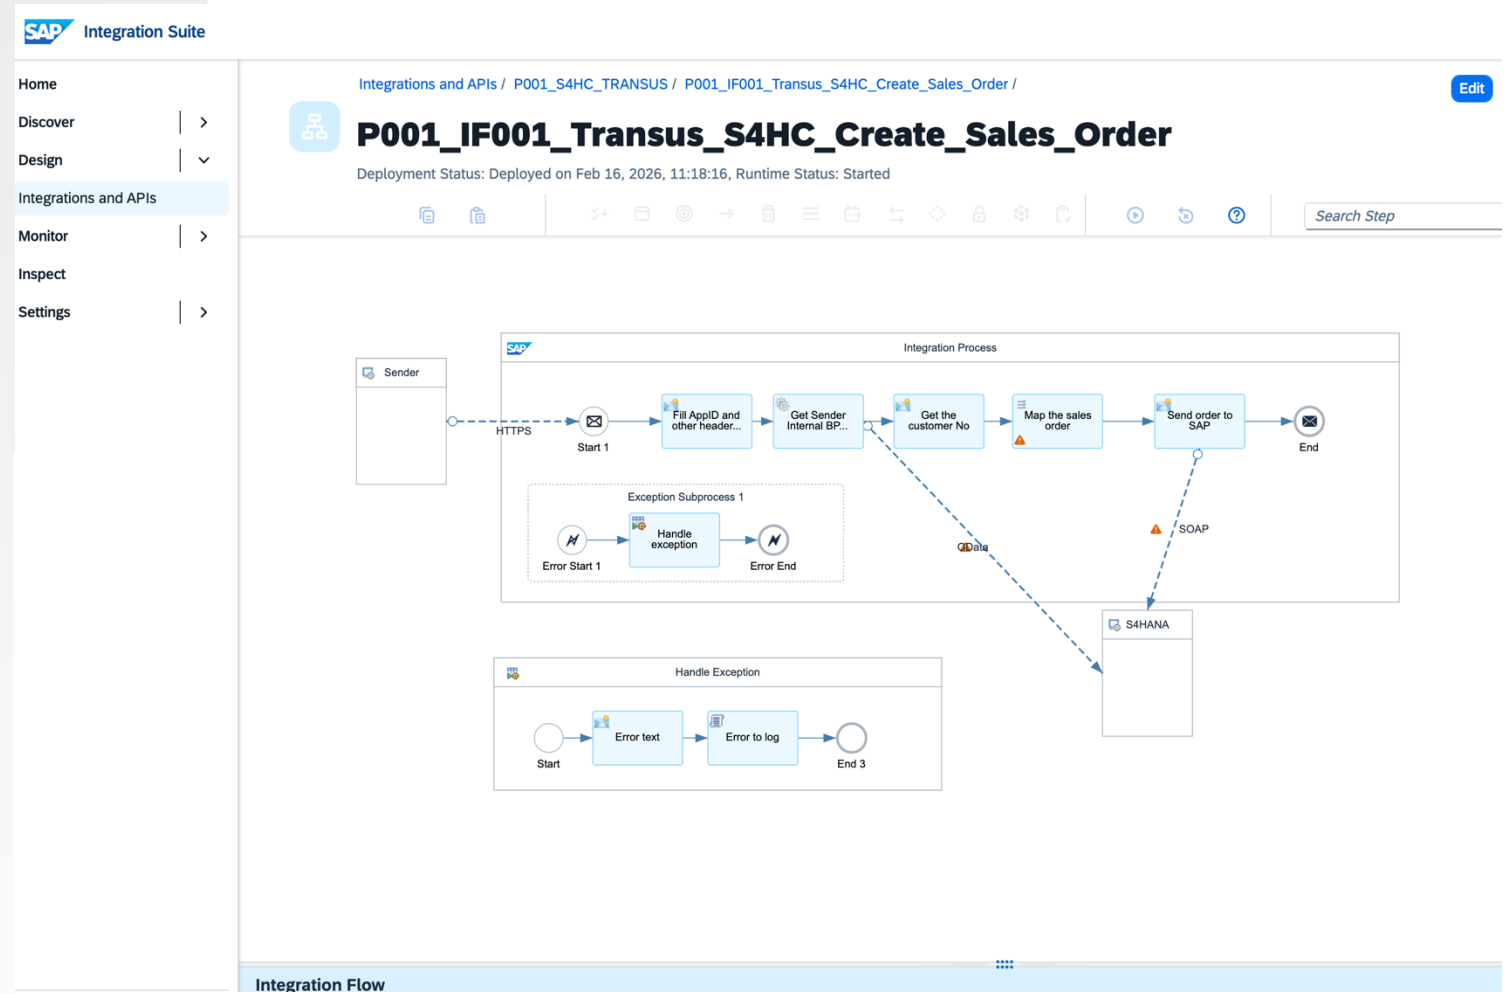 SAP Integration Suite
Home
Discover
Design
Integrations and APIs
Monitor
Inspect
Settings
Integrations and APIs / P001_S4HC_TRANSUS / P001_IF001_Transus_S4HC_Create_Sales_Order /
Edit
P001_IF001_Transus_S4HC_Create_Sales_Order
Deployment Status: Deployed on Feb 16, 2026, 11:18:16, Runtime Status: Started
Search Step
SAP
Integration Process
Sender
HTTPS
Start 1
Fill AppID and
other header...
Get Sender
Internal BP...
Get the
customer No
Map the sales
order
Send order to
SAP
End
Exception Subprocess 1
Error Start 1
Handle
exception
Error End
OData
SOAP
S4HANA
Handle Exception
Start
Error text
Error to log
End 3
Integration Flow